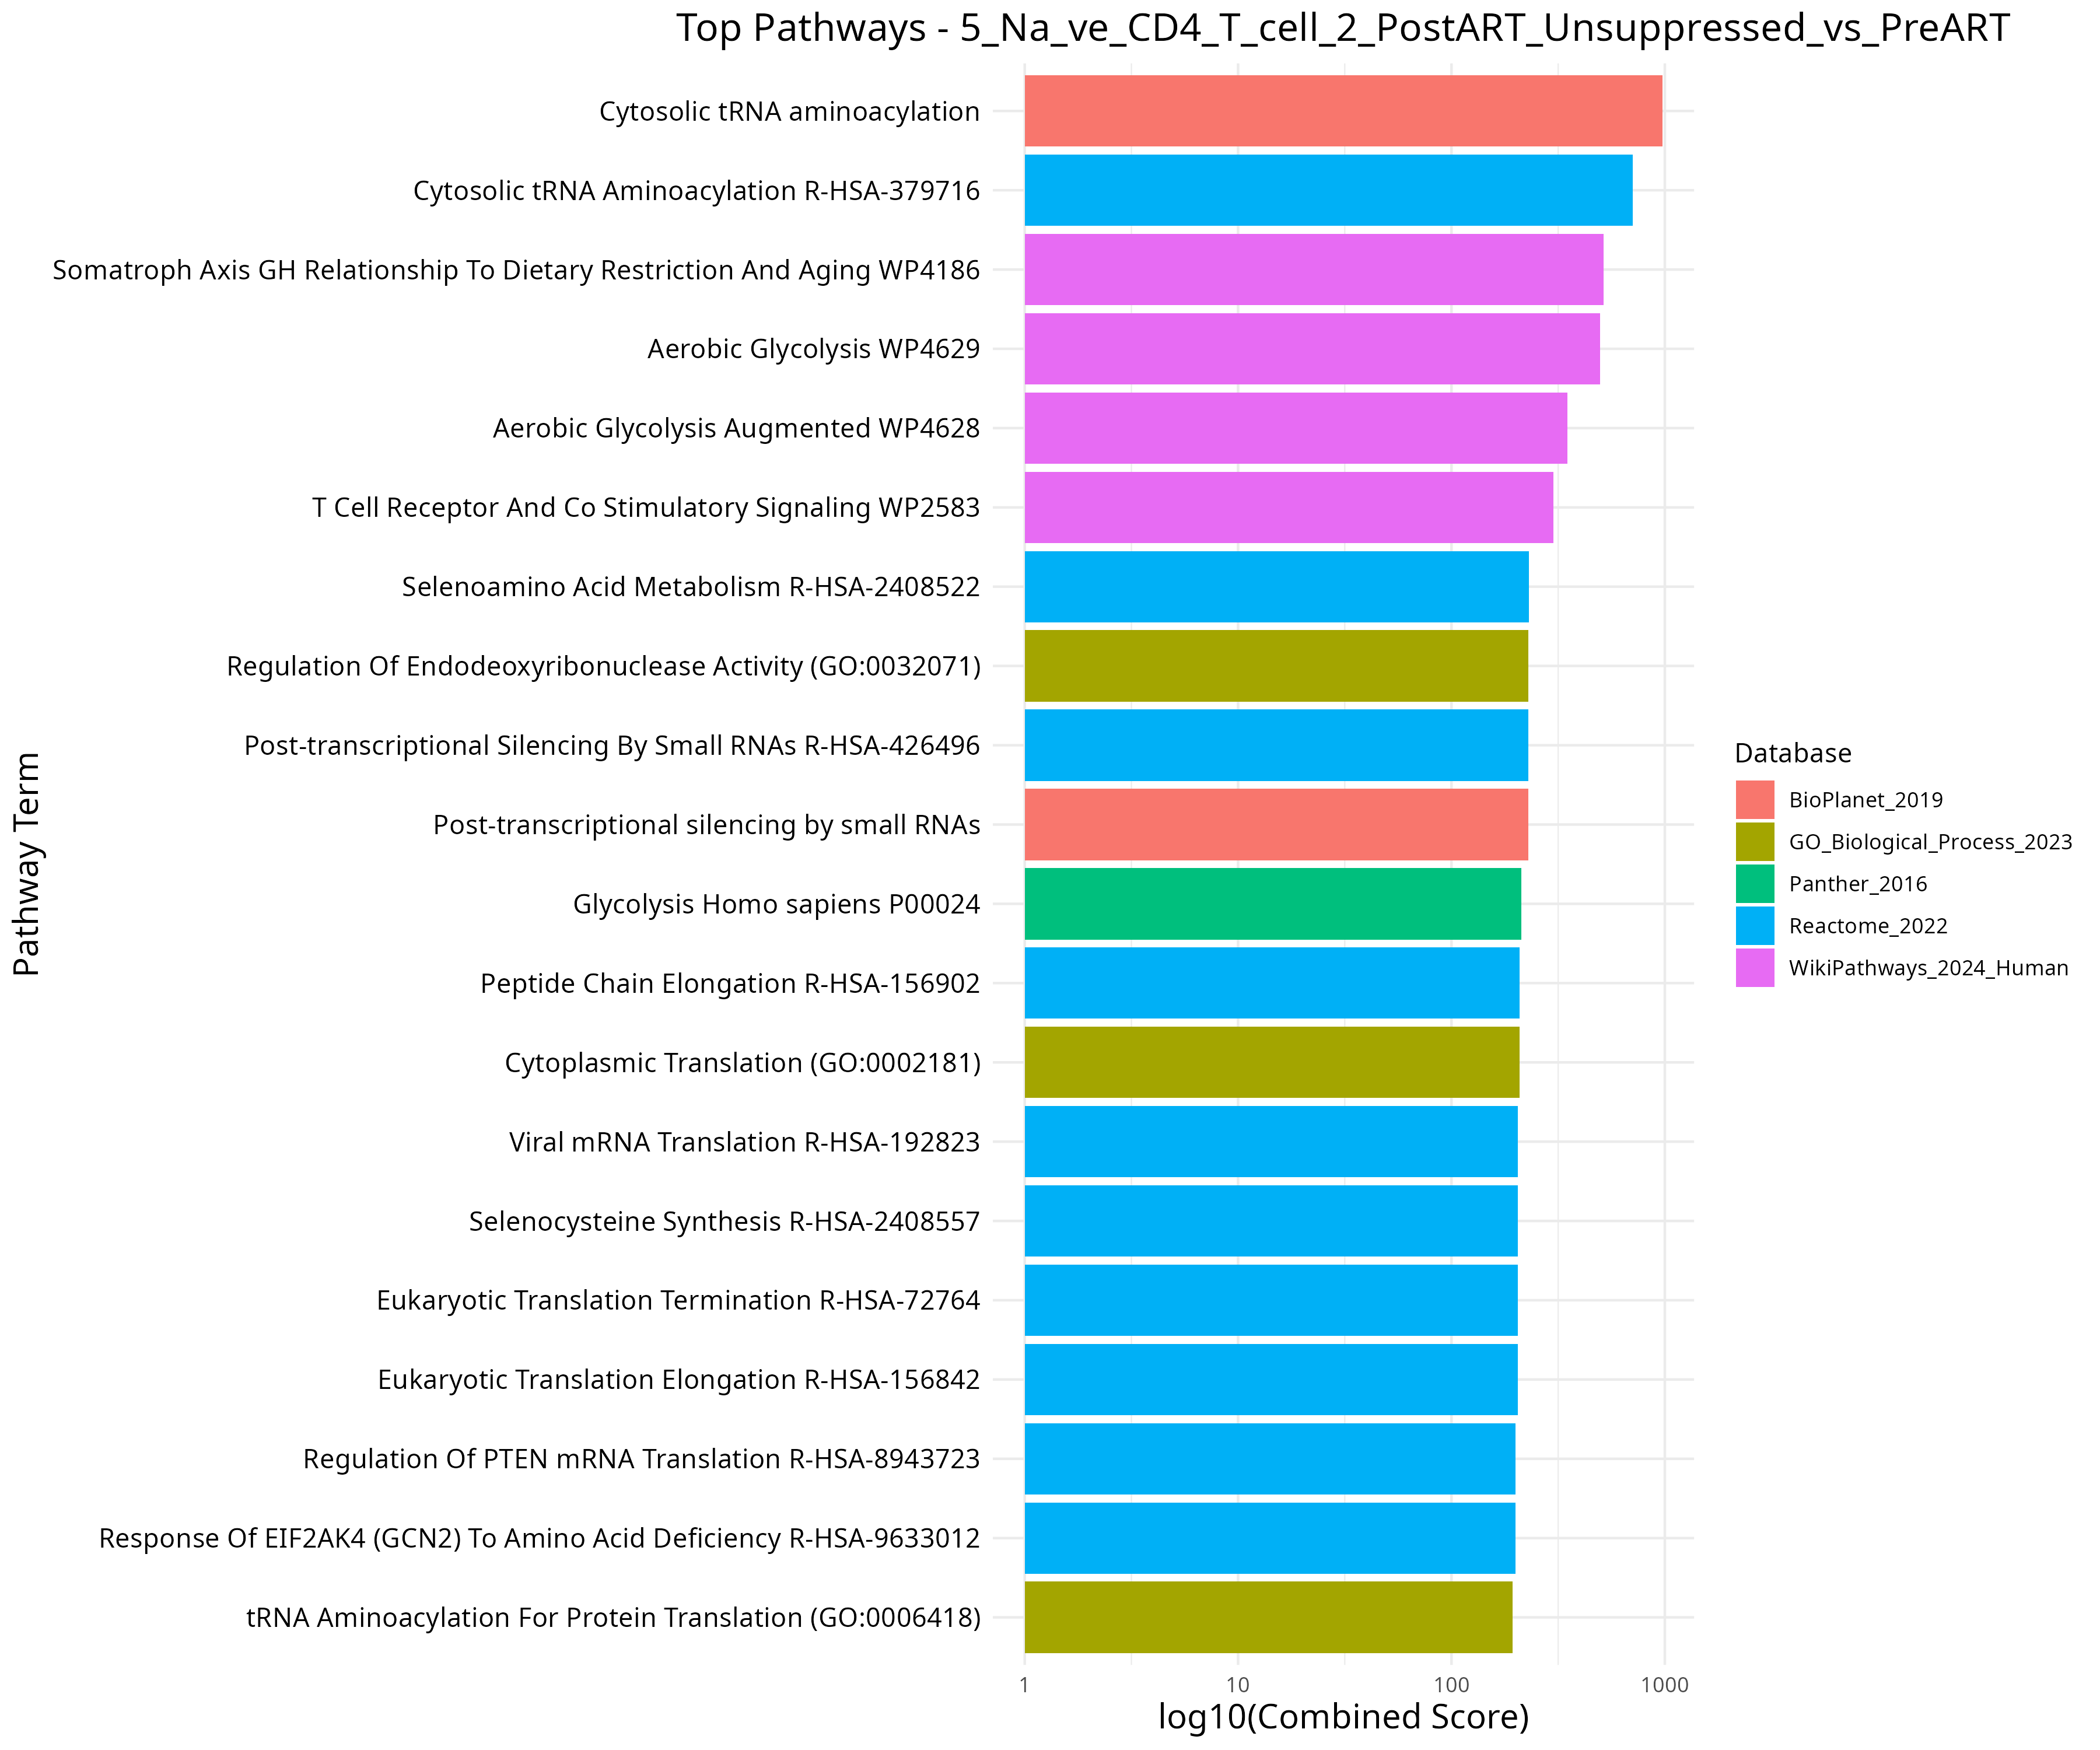 Top Pathways - 5_Na_ve_CD4_T_cell_2_PostART_Unsuppressed_vs_PreART
Pathway Term
Cytosolic tRNA aminoacylation
Cytosolic tRNA Aminoacylation R-HSA-379716
Somatroph Axis GH Relationship To Dietary Restriction And Aging WP4186
Aerobic Glycolysis WP4629
Aerobic Glycolysis Augmented WP4628
T Cell Receptor And Co Stimulatory Signaling WP2583
Selenoamino Acid Metabolism R-HSA-2408522
Regulation Of Endodeoxyribonuclease Activity (GO:0032071)
Post-transcriptional Silencing By Small RNAs R-HSA-426496
Post-transcriptional silencing by small RNAs
Glycolysis Homo sapiens P00024
Peptide Chain Elongation R-HSA-156902
Cytoplasmic Translation (GO:0002181)
Viral mRNA Translation R-HSA-192823
Selenocysteine Synthesis R-HSA-2408557
Eukaryotic Translation Termination R-HSA-72764
Eukaryotic Translation Elongation R-HSA-156842
Regulation Of PTEN mRNA Translation R-HSA-8943723
Response Of EIF2AK4 (GCN2) To Amino Acid Deficiency R-HSA-9633012
tRNA Aminoacylation For Protein Translation (GO:0006418)
1 10 100 1000
log10(Combined Score)
Database
BioPlanet_2019
GO_Biological_Process_2023
Panther_2016
Reactome_2022
WikiPathways_2024_Human